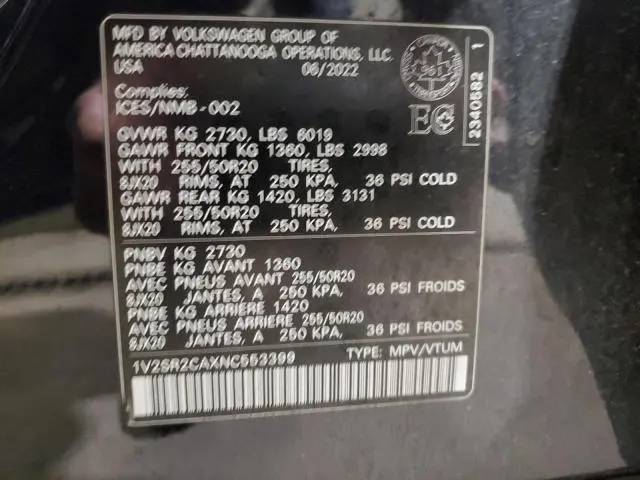 MFD BY VOLKSWAGEN GROUP OF
AMERICA CHATTANOOGA OPERATIONS, LLC.
USA 06/2022
Complies:
ICES/NMB-002
EC
2340582 1
GVWR KG 2730, LBS 6019
GAWR FRONT KG 1360, LBS 2998
WITH 255/50R20 TIRES,
8JX20 RIMS, AT 250 KPA, 36 PSI COLD
GAWR REAR KG 1420, LBS 3131
WITH 255/50R20 TIRES,
8JX20 RIMS, AT 250 KPA, 36 PSI COLD
PNBV KG 2730
PNBE KG AVANT 1360
AVEC PNEUS AVANT 255/50R20
8JX20 JANTES, A 250 KPA, 36 PSI FROIDS
PNBE KG ARRIERE 1420
AVEC PNEUS ARRIERE 255/50R20
8JX20 JANTES, A 250 KPA, 36 PSI FROIDS
1V2SR2CAXNC553399 TYPE: MPV/VTUM